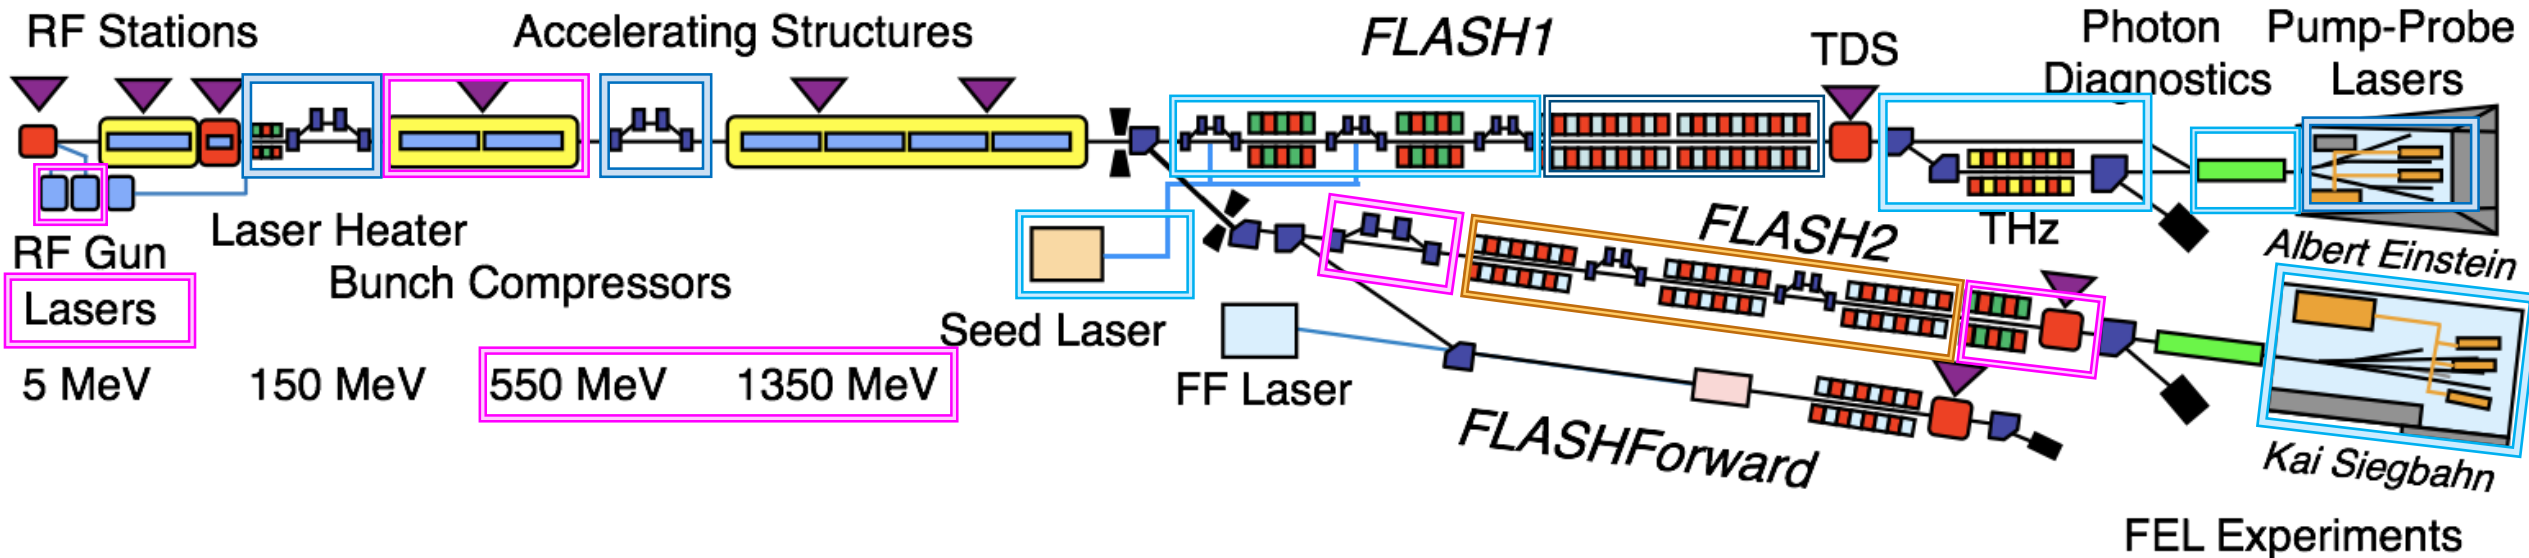 RF Stations
Accelerating Structures
FLASH1
TDS
Photon
Diagnostics
Pump-Probe
Lasers
RF Gun
Lasers
Laser Heater
Bunch Compressors
5 MeV
150 MeV
550 MeV
1350 MeV
Seed Laser
FF Laser
FLASH2
THz
Albert Einstein
FLASHForward
Kai Siegbahn
FEL Experiments